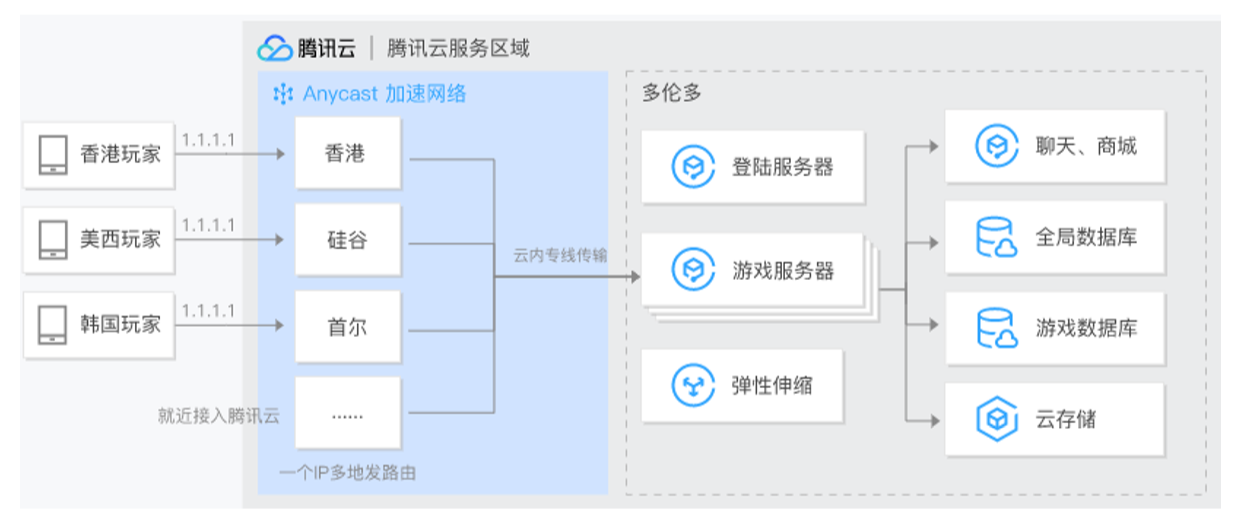 腾讯云 | 腾讯云服务区域
Anycast 加速网络
香港玩家
1.1.1.1
香港
美西玩家
1.1.1.1
硅谷
韩国玩家
1.1.1.1
首尔
就近接入腾讯云
......
一个IP多地发路由
云内专线传输
多伦多
登陆服务器
游戏服务器
弹性伸缩
聊天、商城
全局数据库
游戏数据库
云存储